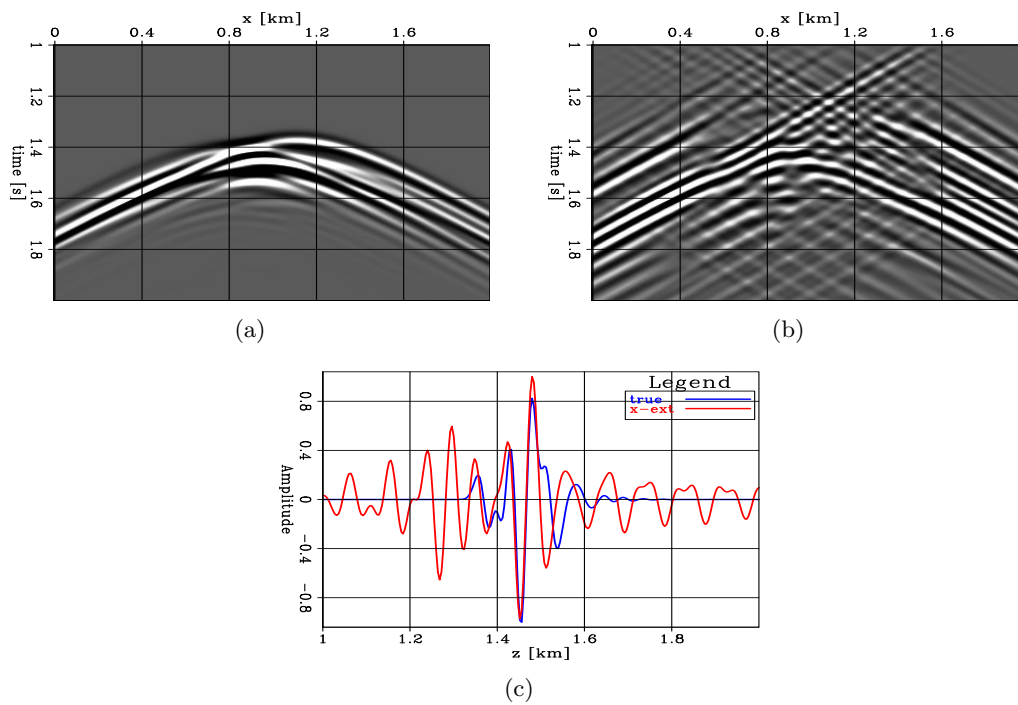 x [km]
0 0.4 0.8 1.2 1.6
time [s]
1 1.2 1.4 1.6 1.8
(a)
x [km]
0 0.4 0.8 1.2 1.6
time [s]
1 1.2 1.4 1.6 1.8
(b)
Legend
true
x-ext
Amplitude
0.8 0.4 0 -0.4 -0.8
1 1.2 1.4 1.6 1.8
z [km]
(c)